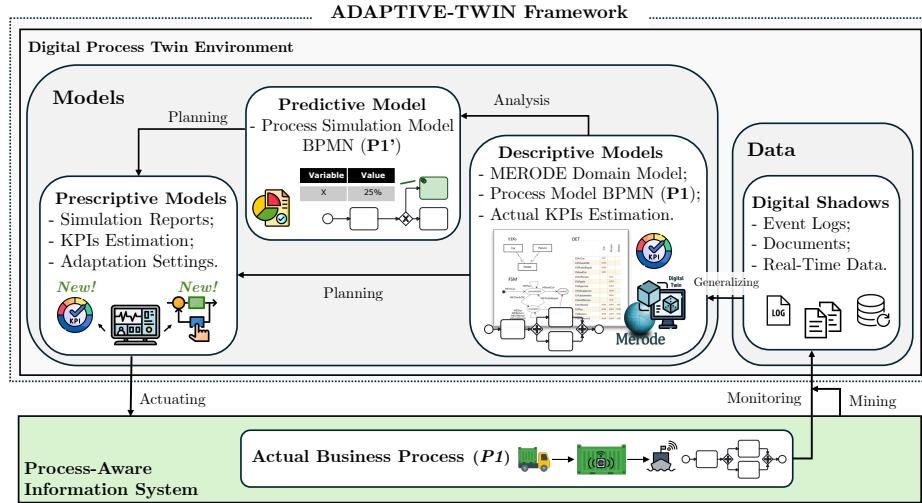 ADAPTIVE-TWIN Framework
Digital Process Twin Environment
Models
Predictive Model
- Process Simulation Model
BPMN (P1')
Variable Value
X 25%
Analysis
Planning
Descriptive Models
- MERODE Domain Model;
- Process Model BPMN (P1);
- Actual KPIs Estimation.
EDG
OET
FSM
KPI
Digital
Twin
Merode
Data
Digital Shadows
- Event Logs;
- Documents;
- Real-Time Data.
LOG
Generalizing
Prescriptive Models
- Simulation Reports;
- KPIs Estimation;
- Adaptation Settings.
New!
New!
KPI
Planning
Actuating
Monitoring
Mining
Actual Business Process (P1)
Process-Aware
Information System